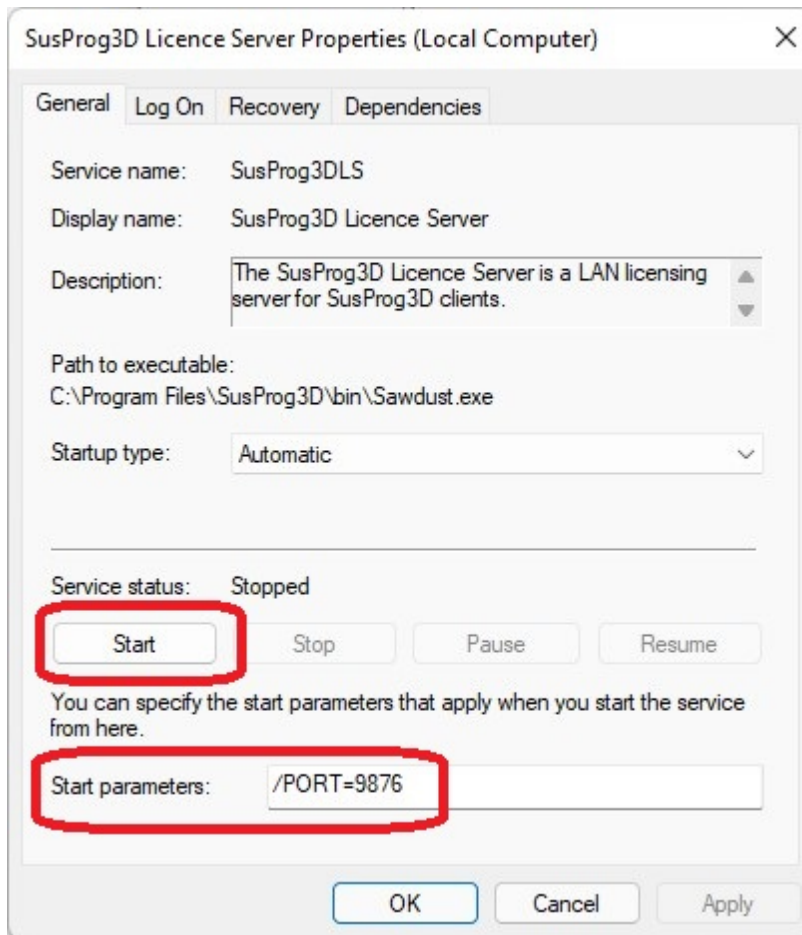 SusProg3D Licence Server Properties (Local Computer)
General Log On Recovery Dependencies
Service name: SusProg3DLS
Display name: SusProg3D Licence Server
Description: The SusProg3D Licence Server is a LAN licensing
server for SusProg3D clients.
Path to executable:
C:\Program Files\SusProg3D\bin\Sawdust.exe
Startup type: Automatic
Service status: Stopped
Start Stop Pause Resume
You can specify the start parameters that apply when you start the service
from here.
Start parameters: /PORT=9876
OK Cancel Apply